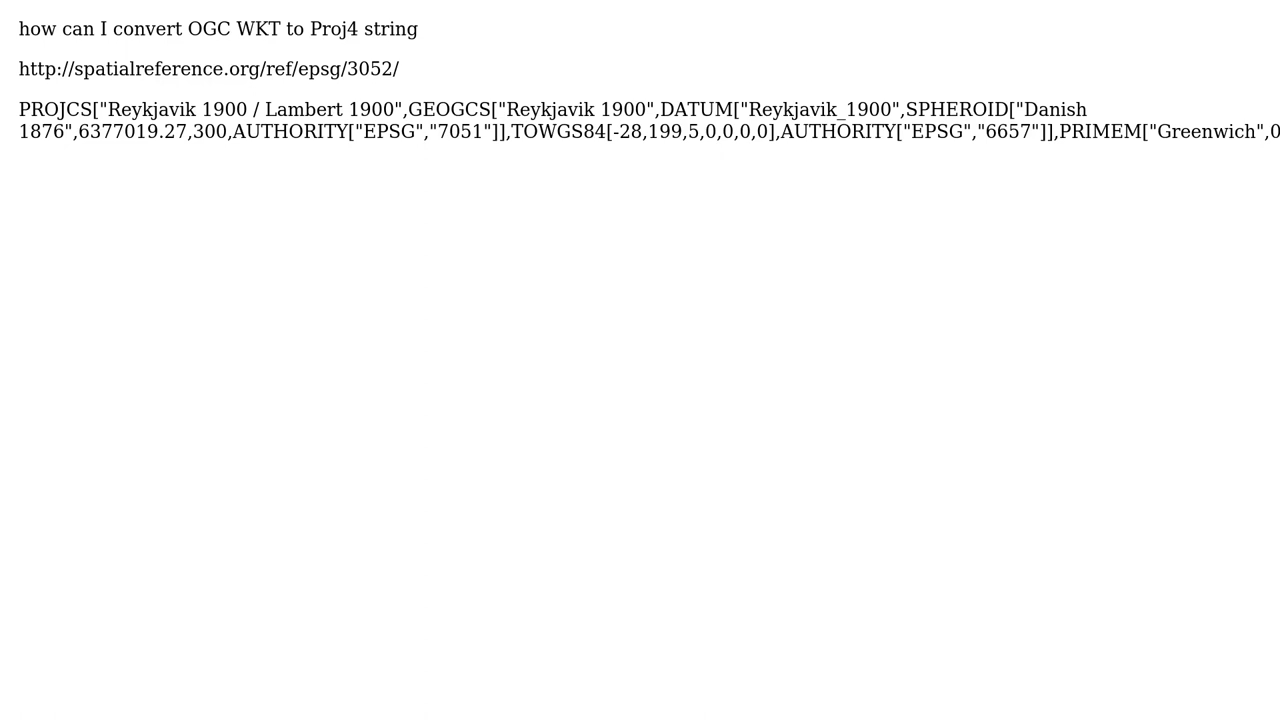 how can I convert OGC WKT to Proj4 string
http://spatialreference.org/ref/epsg/3052/
PROJCS["Reykjavik 1900 / Lambert 1900",GEOGCS["Reykjavik 1900",DATUM["Reykjavik_1900",SPHEROID["Danish
1876",6377019.27,300,AUTHORITY["EPSG","7051"]],TOWGS84[-28,199,5,0,0,0,0],AUTHORITY["EPSG","6657"]],PRIMEM["Greenwich",0